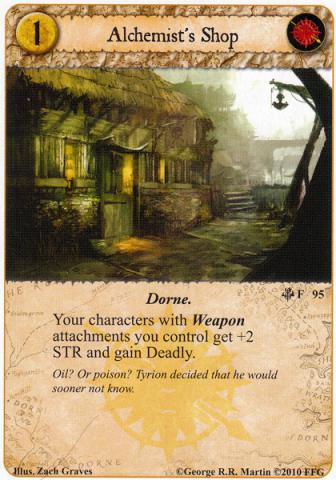 1
Alchemist's Shop
F 95
Dorne.
Your characters with Weapon
attachments you control get +2
STR and gain Deadly.
Oil? Or poison? Tyrion decided that he would
sooner not know.
DORNE
Illus. Zach Graves
©George R.R. Martin ©2010 FFG